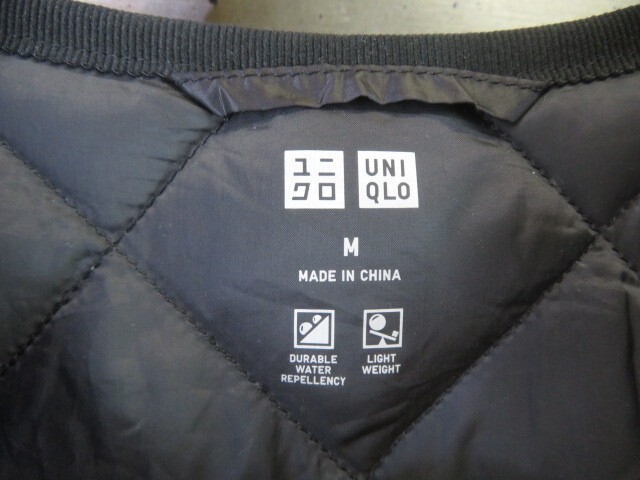 ユニ UNI
クロ QLO
M
MADE IN CHINA
DURABLE
WATER
REPELLENCY
LIGHT
WEIGHT